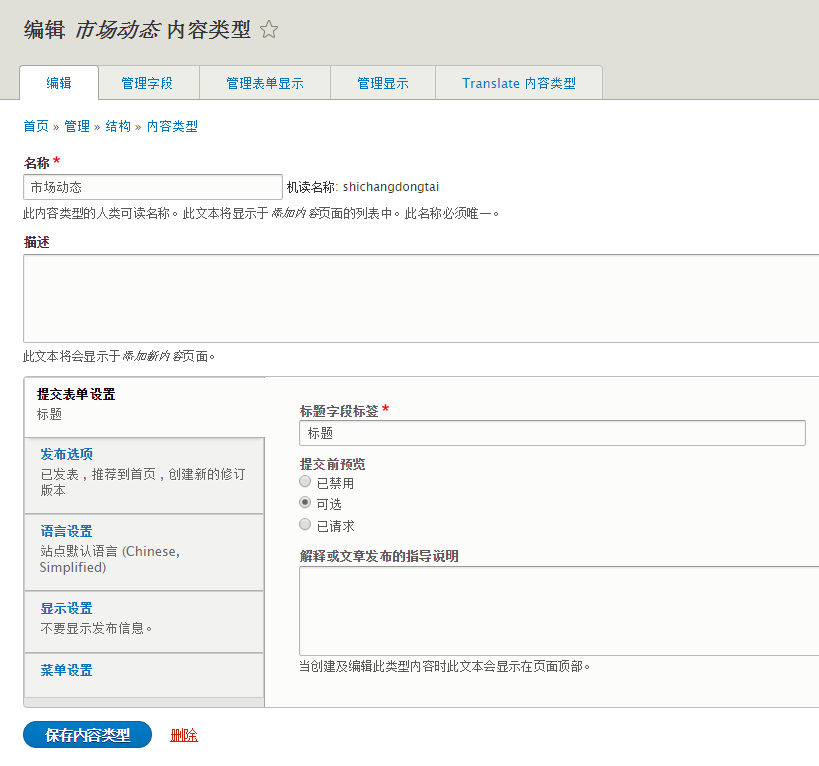 编辑 市场动态 内容类型
编辑 管理字段 管理表单显示 管理显示 Translate 内容类型
首页 » 管理 » 结构 » 内容类型
名称 *
市场动态 机读名称: shichangdongtai
此内容类型的人类可读名称。此文本将显示于 添加内容页面的列表中。此名称必须唯一。
描述
此文本将会显示于 添加新内容页面。
提交表单设置
标题
发布选项
已发表，推荐到首页，创建新的修订
版本
语言设置
站点默认语言 (Chinese,
Simplified)
显示设置
不要显示发布信息。
菜单设置
标题字段标签 *
标题
提交前预览
已禁用
可选
已请求
解释或文章发布的指导说明
当创建及编辑此类型内容时此文本会显示在页面顶部。
保存内容类型 删除